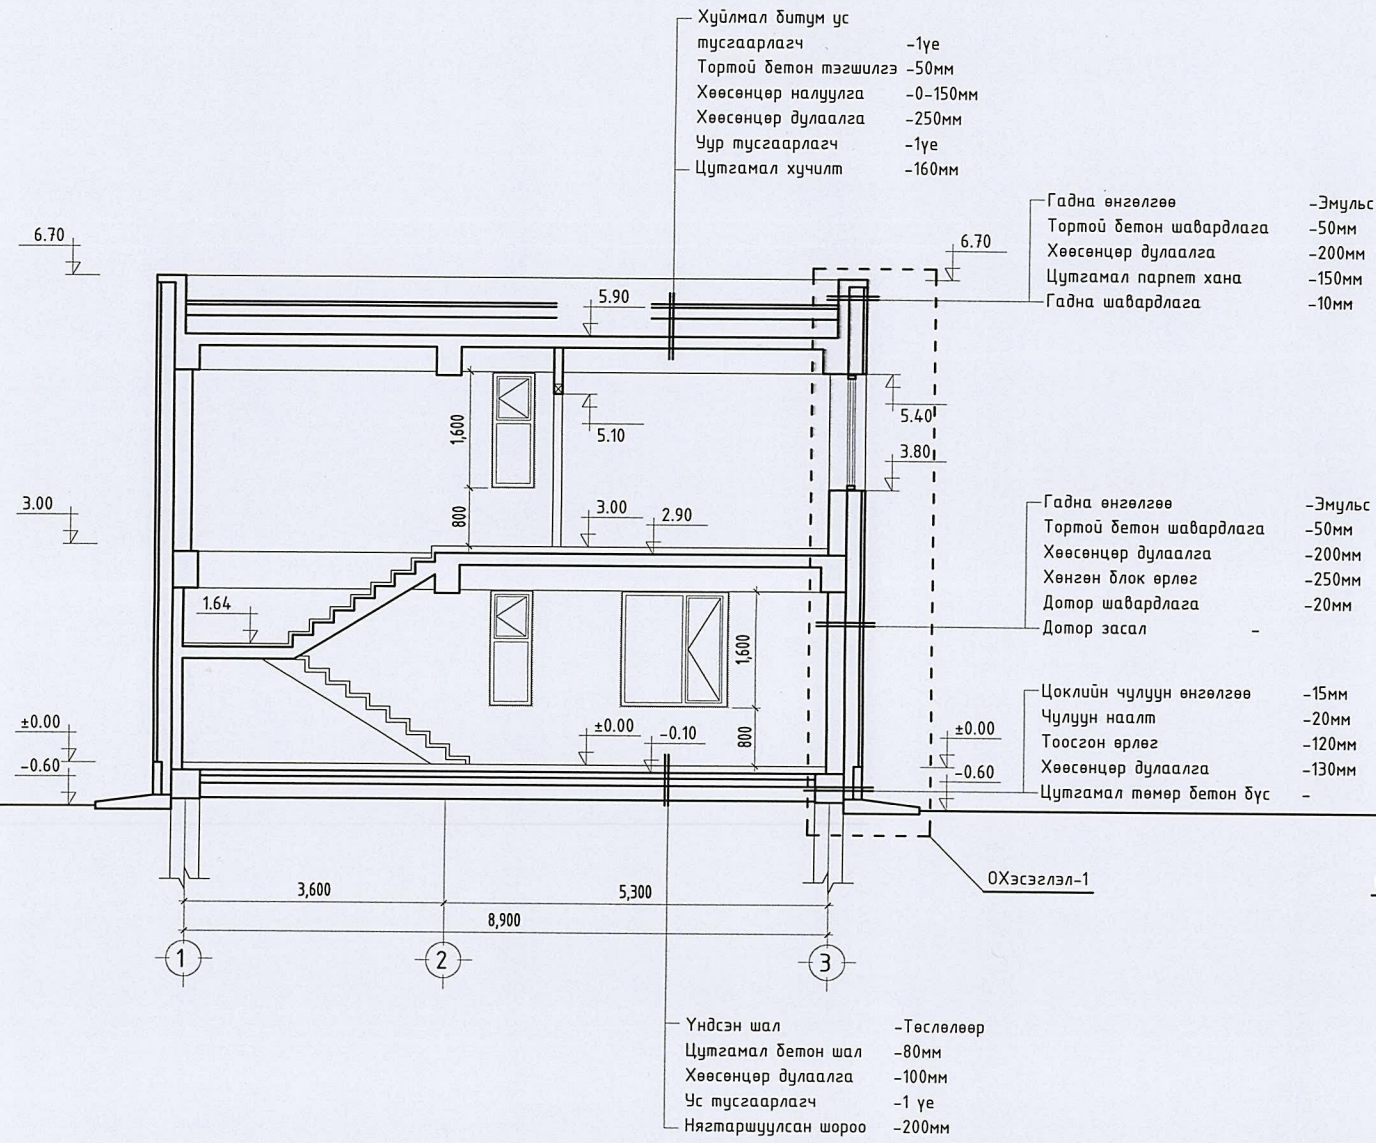 Хуйлмал битум ус
тусгаарлагч -1үе
Тортой бетон тэгшилгэ -50мм
Хөөсөнцөр налуулга -0-150мм
Хөөсөнцөр дулаалга -250мм
Уур тусгаарлагч -1үе
Цутгамал хучилт -160мм
Гадна өнгөлгөө -Эмульс
Тортой бетон шавардлага -50мм
Хөөсөнцөр дулаалга -200мм
Цутгамал парпет хана -150мм
Гадна шавардлага -10мм
6.70
6.70
5.90
5.40
5.10
3.80
1,600
800
3.00
3.00
2.90
Гадна өнгөлгөө -Эмульс
Тортой бетон шавардлага -50мм
Хөөсөнцөр дулаалга -200мм
Хөнгөн блок өрлөг -250мм
Дотор шавардлага -20мм
Дотор засал -
1.64
1,600
800
±0.00
-0.60
±0.00
-0.10
±0.00
-0.60
Цоклийн чулуун өнгөлгөө -15мм
Чулуун наалт -20мм
Тоосгон өрлөг -120мм
Хөөсөнцөр дулаалга -130мм
Цутгамал төмөр бетон бүс -
ОХэсэглэл-1
3,600 5,300
8,900
1 2 3
Үндсэн шал -Төслөлөөр
Цутгамал бетон шал -80мм
Хөөсөнцөр дулаалга -100мм
Ус тусгаарлагч -1 үе
Нягтаршуулсан шороо -200мм